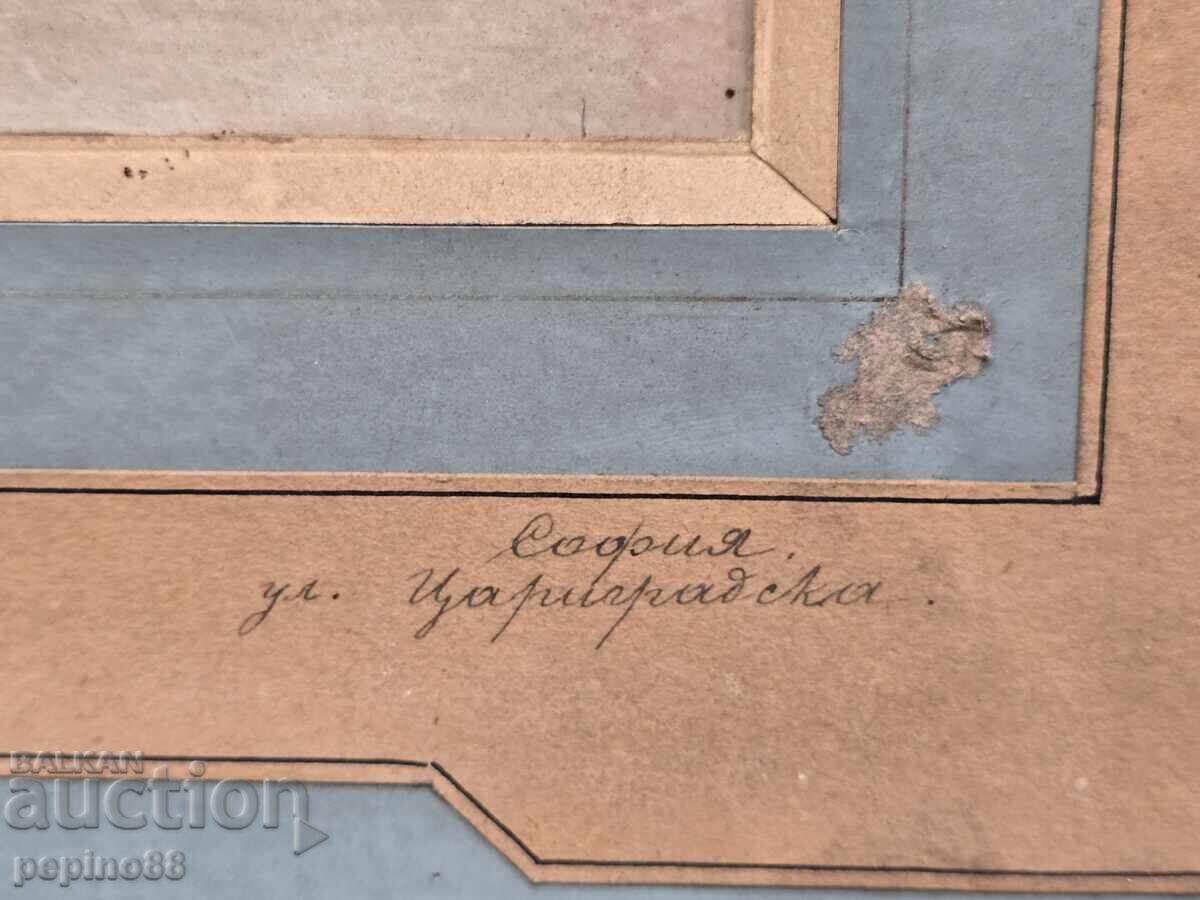 София.
ул. Цариградска.
BALKAN
auction
pepino88